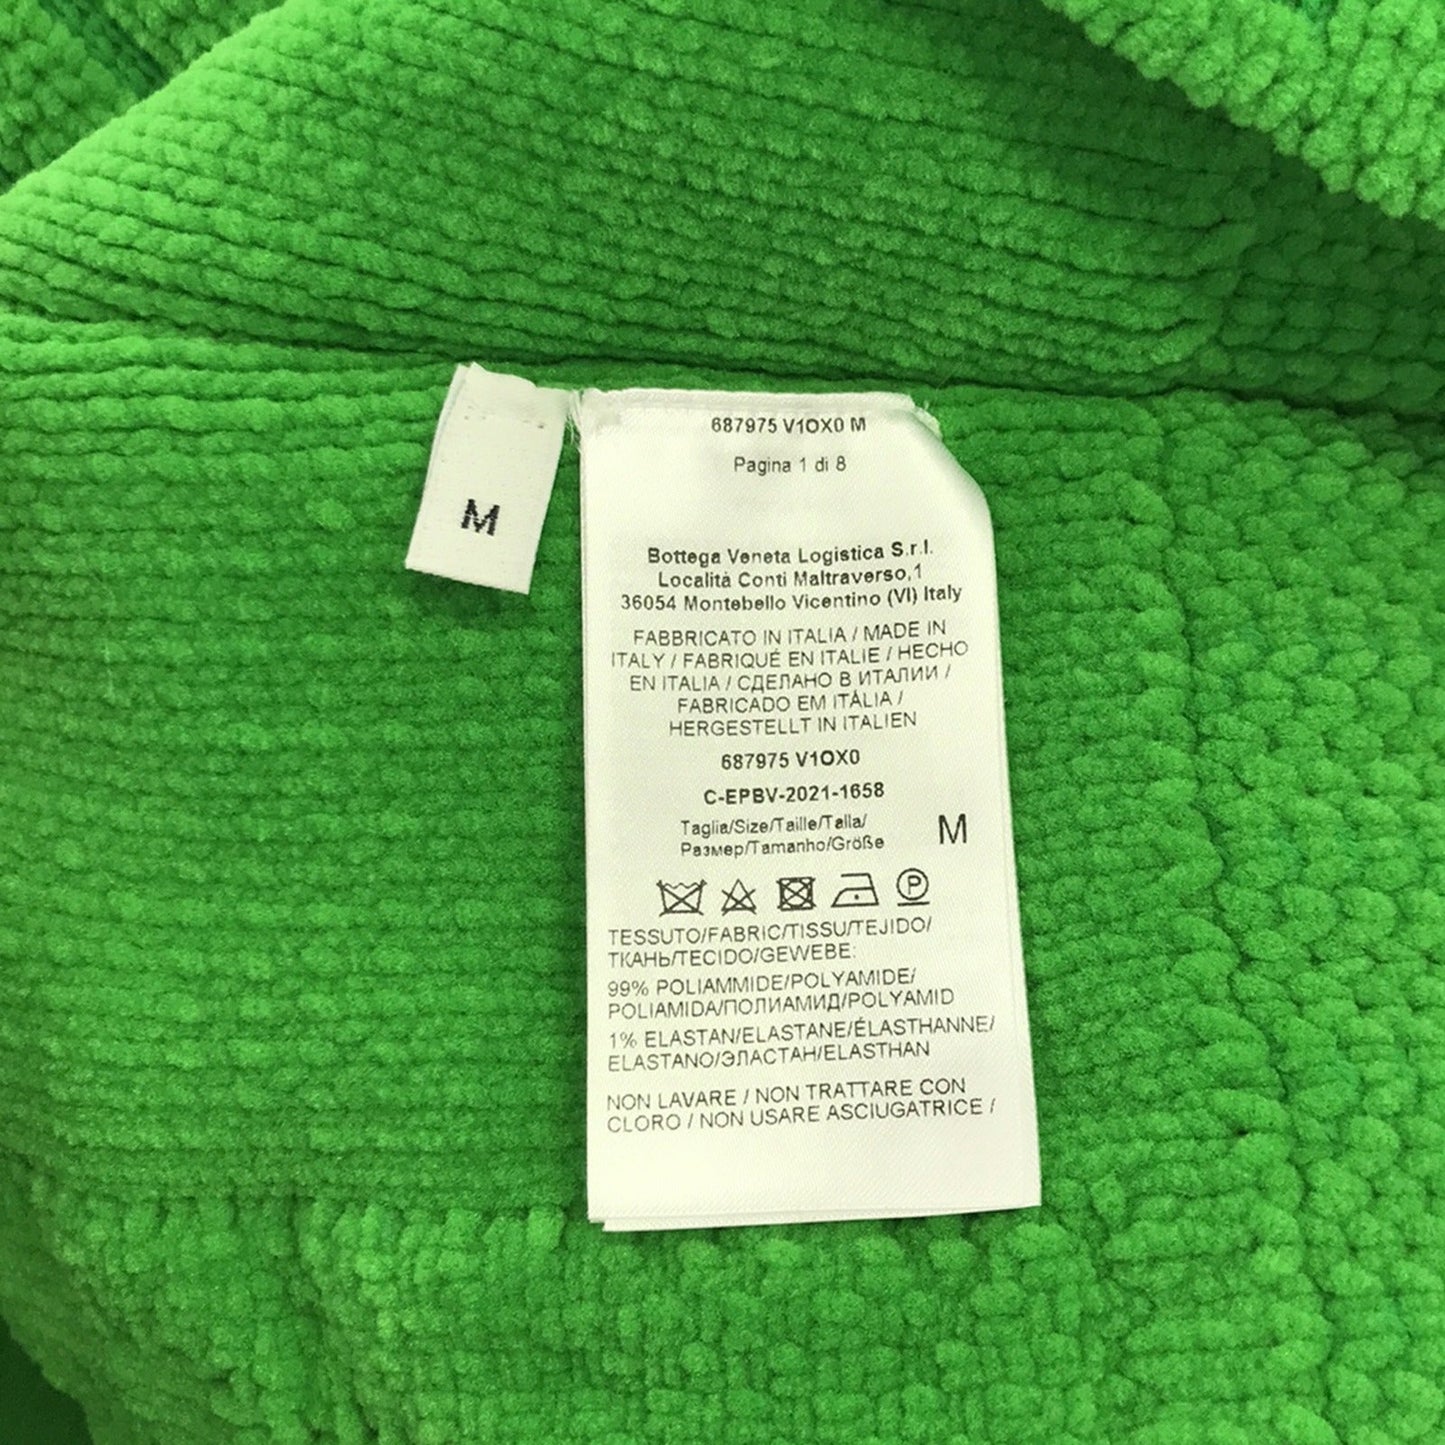 M
687975 V1OX0 M
Pagina 1 di 8
Bottega Veneta Logistica S.r.l.
Località Conti Maltraverso,1
36054 Montebello Vicentino (VI) Italy
FABBRICATO IN ITALIA / MADE IN
ITALY / FABRIQUÉ EN ITALIE / HECHO
EN ITALIA / СДЕЛАНО В ИТАЛИИ /
FABRICADO EM ITÁLIA /
HERGESTELLT IN ITALIEN
687975 V1OX0
C-EPBV-2021-1658
Taglia/Size/Taille/Talla/
Размер/Tamanho/Größe M
P
TESSUTO/FABRIC/TISSU/TEJIDO/
ТКАНЬ/TECIDO/GEWEBE:
99% POLIAMMIDE/POLYAMIDE/
POLIAMIDA/ПОЛИАМИД/POLYAMID
1% ELASTAN/ELASTANE/ÉLASTHANNE/
ELASTANO/ЭЛАСТАН/ELASTHAN
NON LAVARE / NON TRATTARE CON
CLORO / NON USARE ASCIUGATRICE /